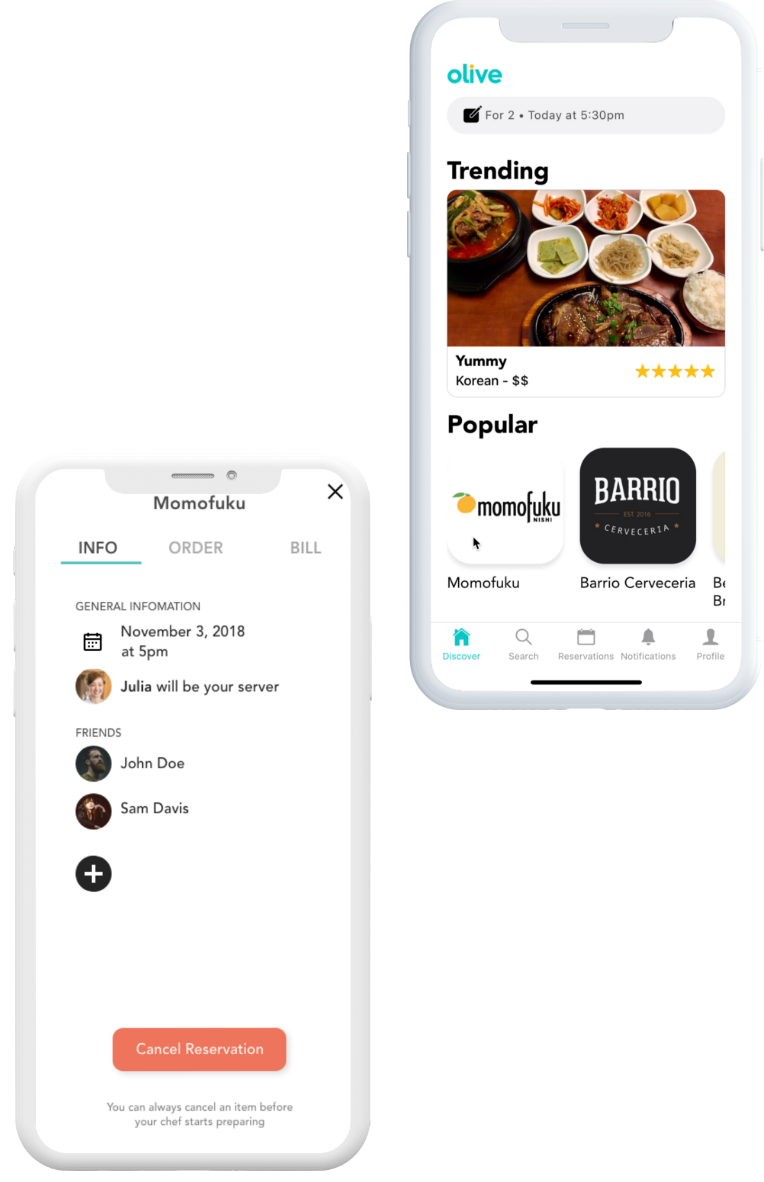 olive
For 2 • Today at 5:30pm
Trending
Yummy
Korean - $$
Popular
momofuku
NISHI
BARRIO
EST. 2016
CERVECERIA
Momofuku
Barrio Cerveceria
Discover
Search
Reservations
Notifications
Profile
Momofuku
INFO
ORDER
BILL
GENERAL INFOMATION
November 3, 2018
at 5pm
Julia will be your server
FRIENDS
John Doe
Sam Davis
Cancel Reservation
You can always cancel an item before
your chef starts preparing